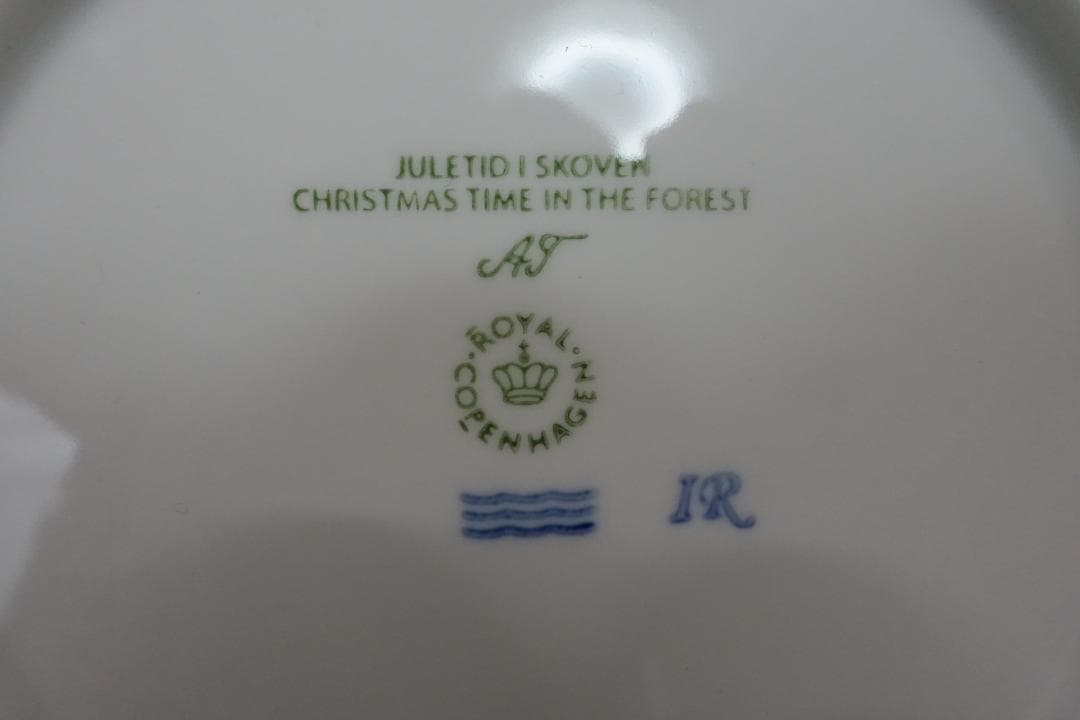 JULETID I SKOVEN
CHRISTMAS TIME IN THE FOREST
AT
ROYAL COPENHAGEN
IR